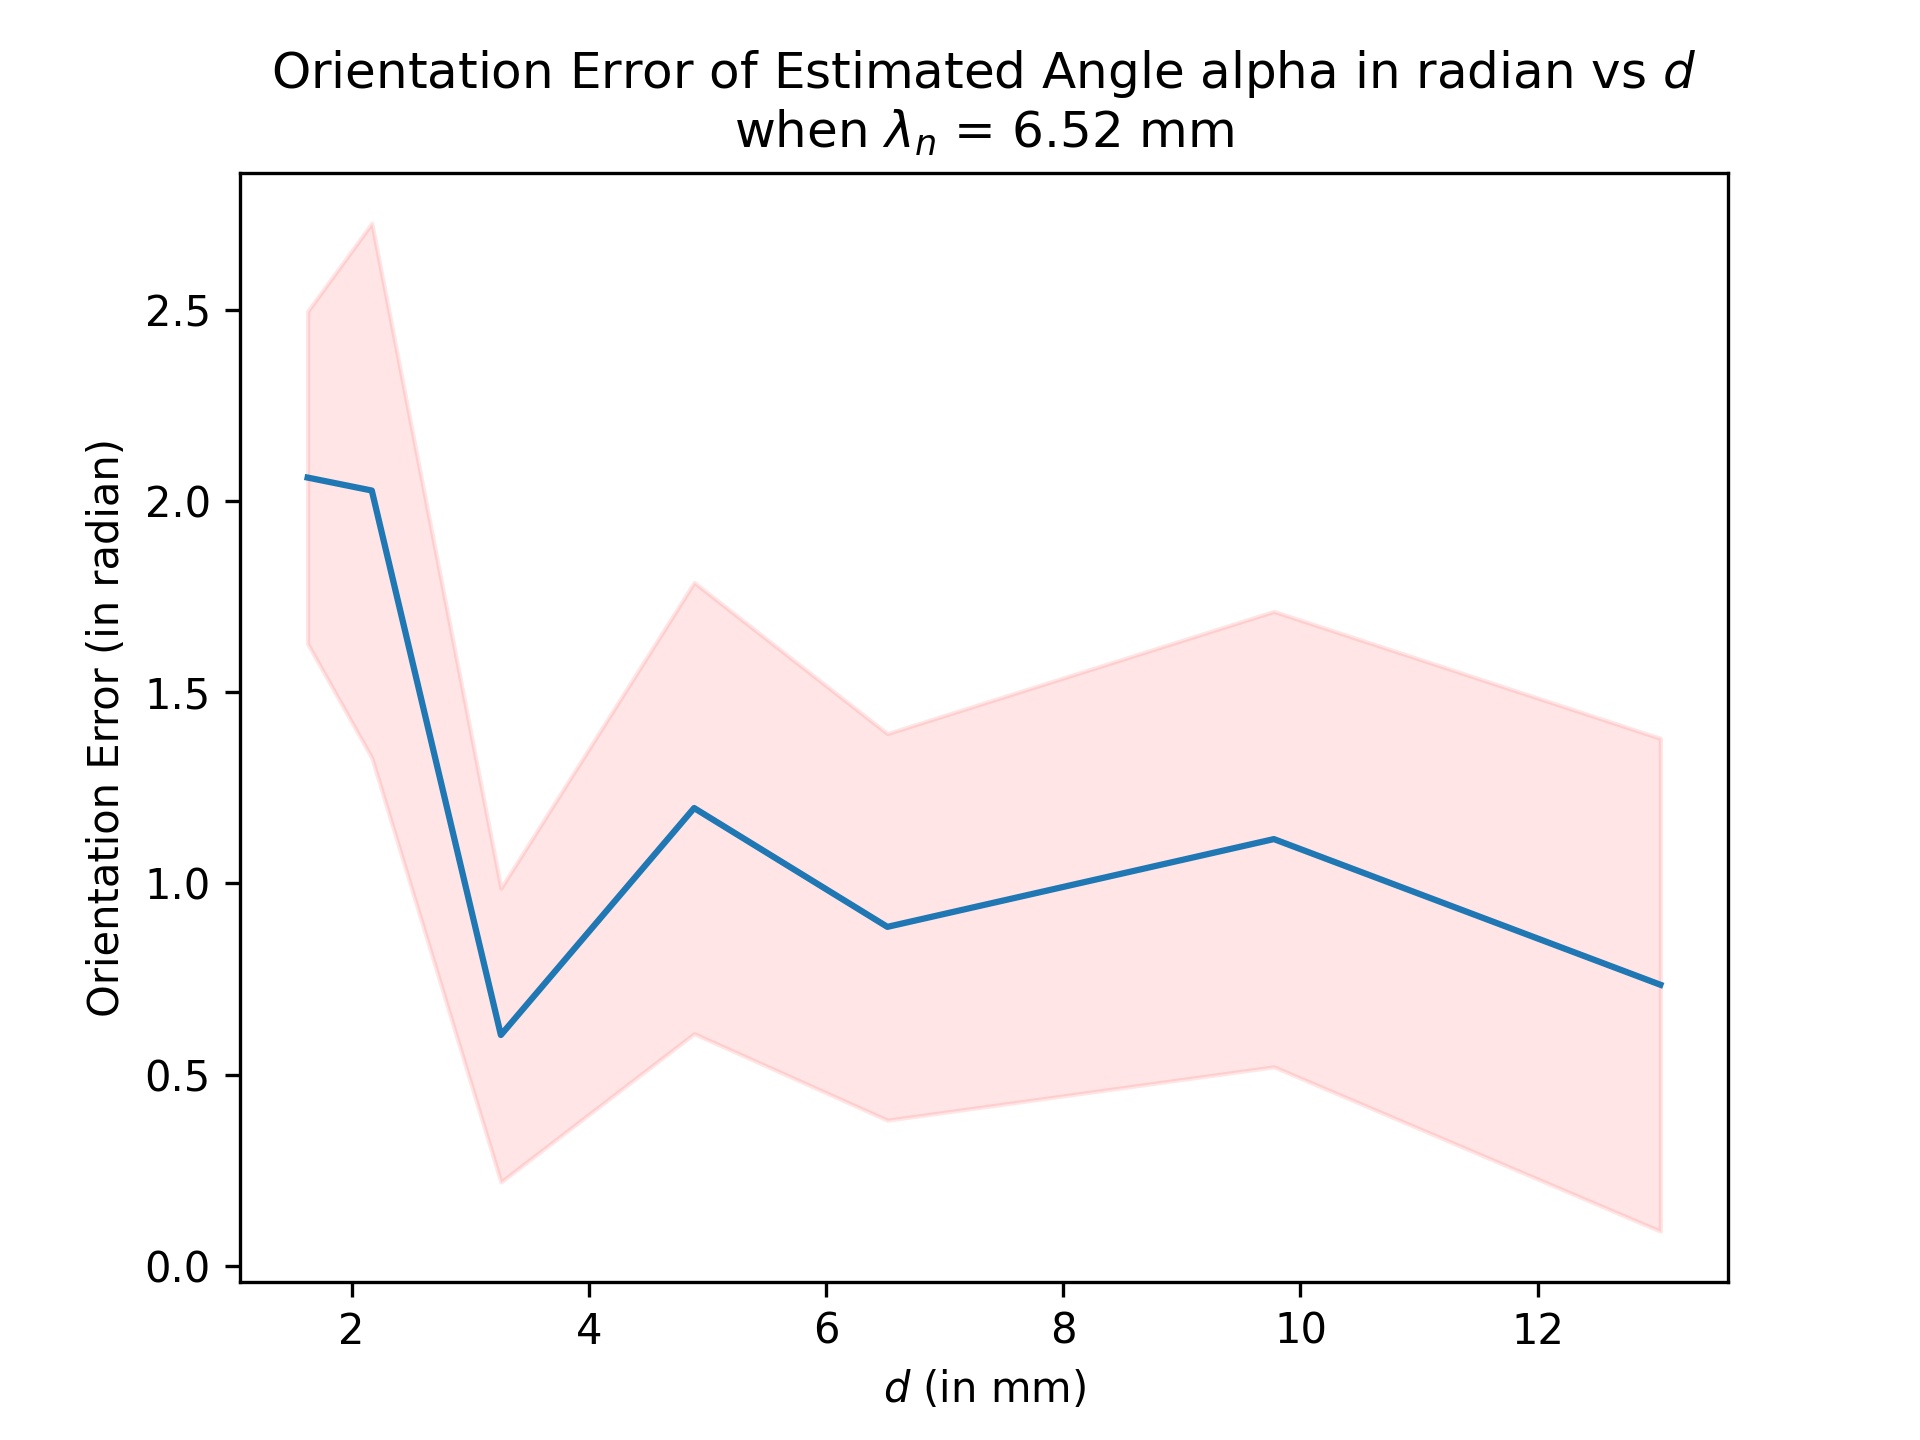 Orientation Error of Estimated Angle alpha in radian vs d
when λn = 6.52 mm
Orientation Error (in radian)
2.5
2.0
1.5
1.0
0.5
0.0
2 4 6 8 10 12
d (in mm)